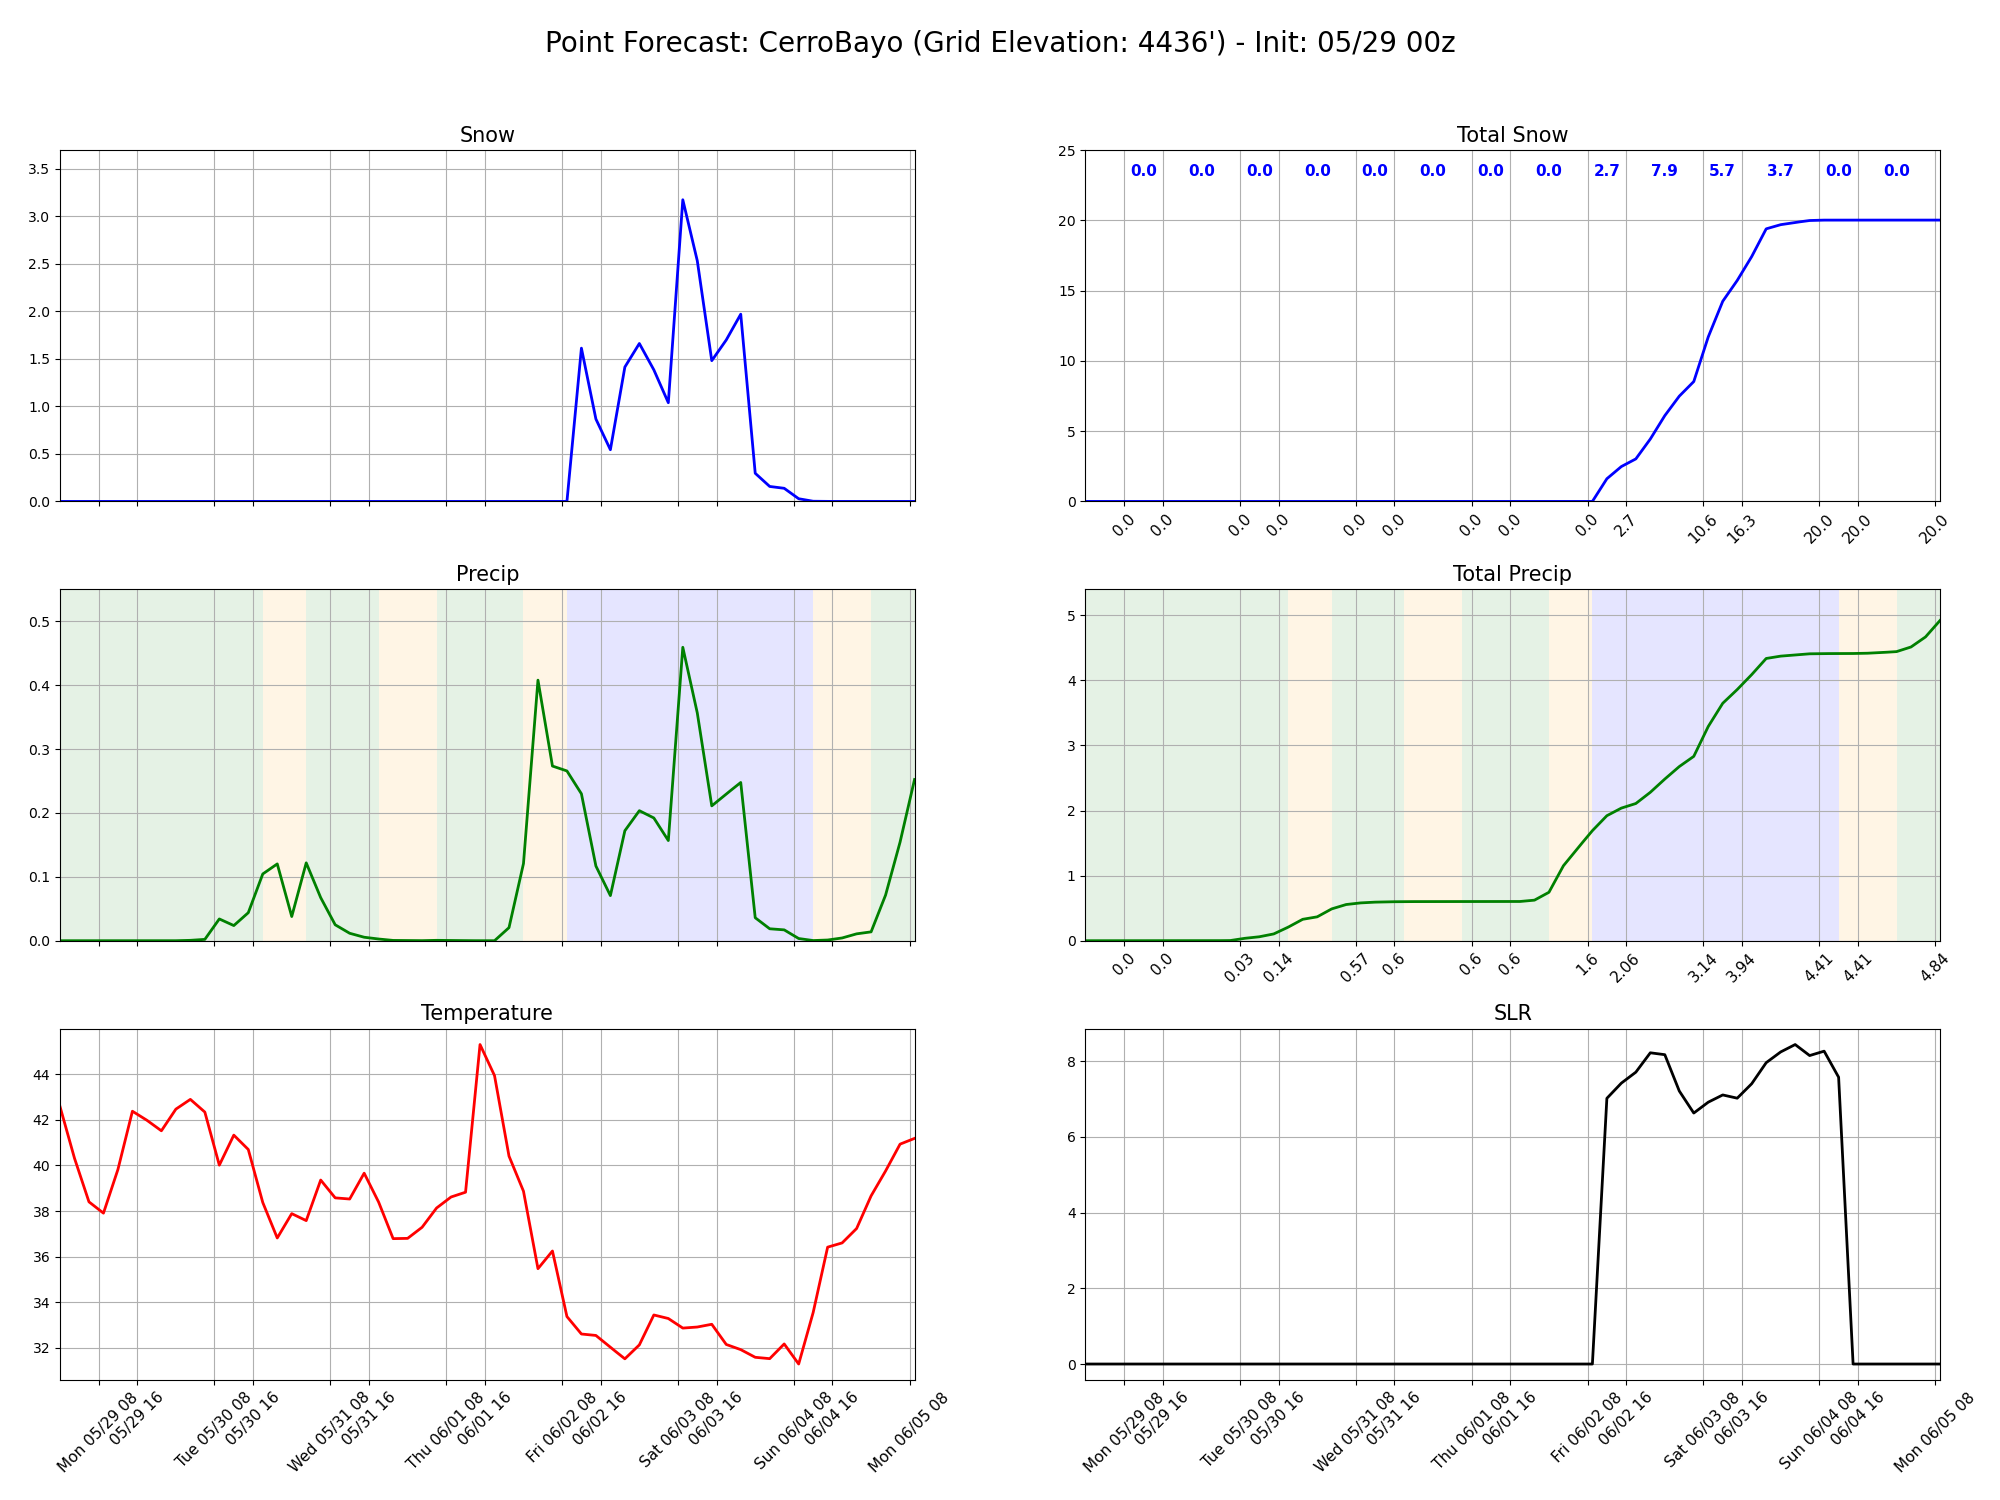 Point Forecast: CerroBayo (Grid Elevation: 4436') - Init: 05/29 00z
Snow
3.5
3.0
2.5
2.0
1.5
1.0
0.5
0.0
Total Snow
25
20
15
10
5
0
0.0 0.0 0.0 0.0 0.0 0.0 0.0 0.0 2.7 7.9 5.7 3.7 0.0 0.0
0.0 0.0 0.0 0.0 0.0 0.0 0.0 0.0 0.0 2.7 10.6 16.3 20.0 20.0 20.0
Precip
0.5
0.4
0.3
0.2
0.1
0.0
Total Precip
5
4
3
2
1
0
0.0 0.0 0.03 0.14 0.57 0.6 0.6 0.6 1.6 2.06 3.14 3.94 4.41 4.41 4.84
Temperature
44
42
40
38
36
34
32
Mon 05/29 08
05/29 16
Tue 05/30 08
05/30 16
Wed 05/31 08
05/31 16
Thu 06/01 08
06/01 16
Fri 06/02 08
06/02 16
Sat 06/03 08
06/03 16
Sun 06/04 08
06/04 16
Mon 06/05 08
SLR
8
6
4
2
0
Mon 05/29 08
05/29 16
Tue 05/30 08
05/30 16
Wed 05/31 08
05/31 16
Thu 06/01 08
06/01 16
Fri 06/02 08
06/02 16
Sat 06/03 08
06/03 16
Sun 06/04 08
06/04 16
Mon 06/05 08